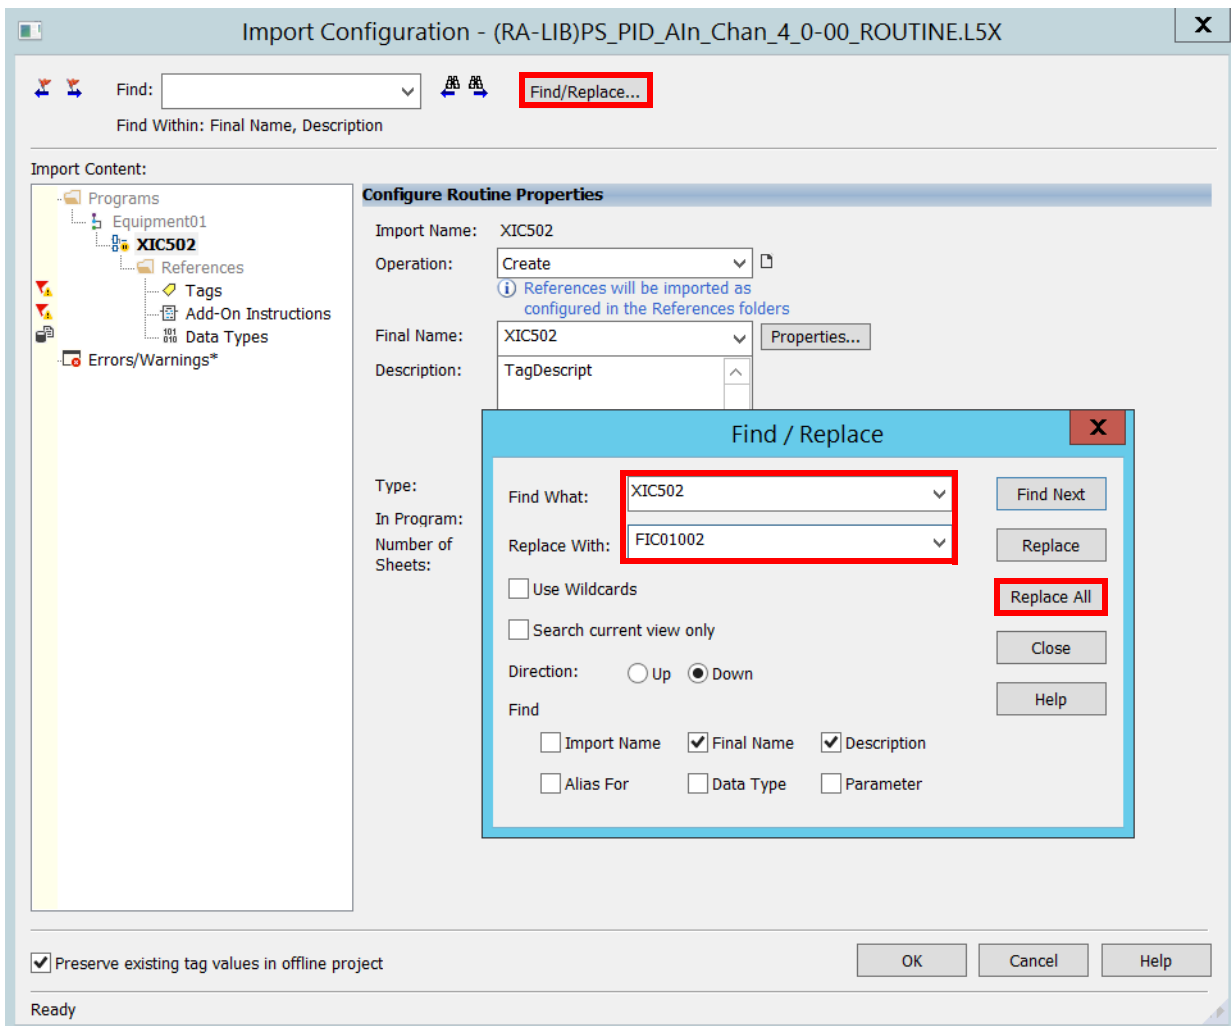 Import Configuration - (RA-LIB)PS_PID_AIn_Chan_4_0-00_ROUTINE.L5X
X
Find:
Find/Replace...
Find Within: Final Name, Description
Import Content:
Programs
Equipment01
XIC502
References
Tags
Add-On Instructions
Data Types
Errors/Warnings*
Configure Routine Properties
Import Name: XIC502
Operation: Create
References will be imported as
configured in the References folders
Final Name: XIC502 Properties...
Description: TagDescript
Type:
In Program:
Number of
Sheets:
Find / Replace
X
Find What: XIC502 Find Next
Replace With: FIC01002 Replace
Use Wildcards
Replace All
Search current view only
Close
Direction: Up Down
Help
Find
Import Name Final Name Description
Alias For Data Type Parameter
Preserve existing tag values in offline project
OK Cancel Help
Ready